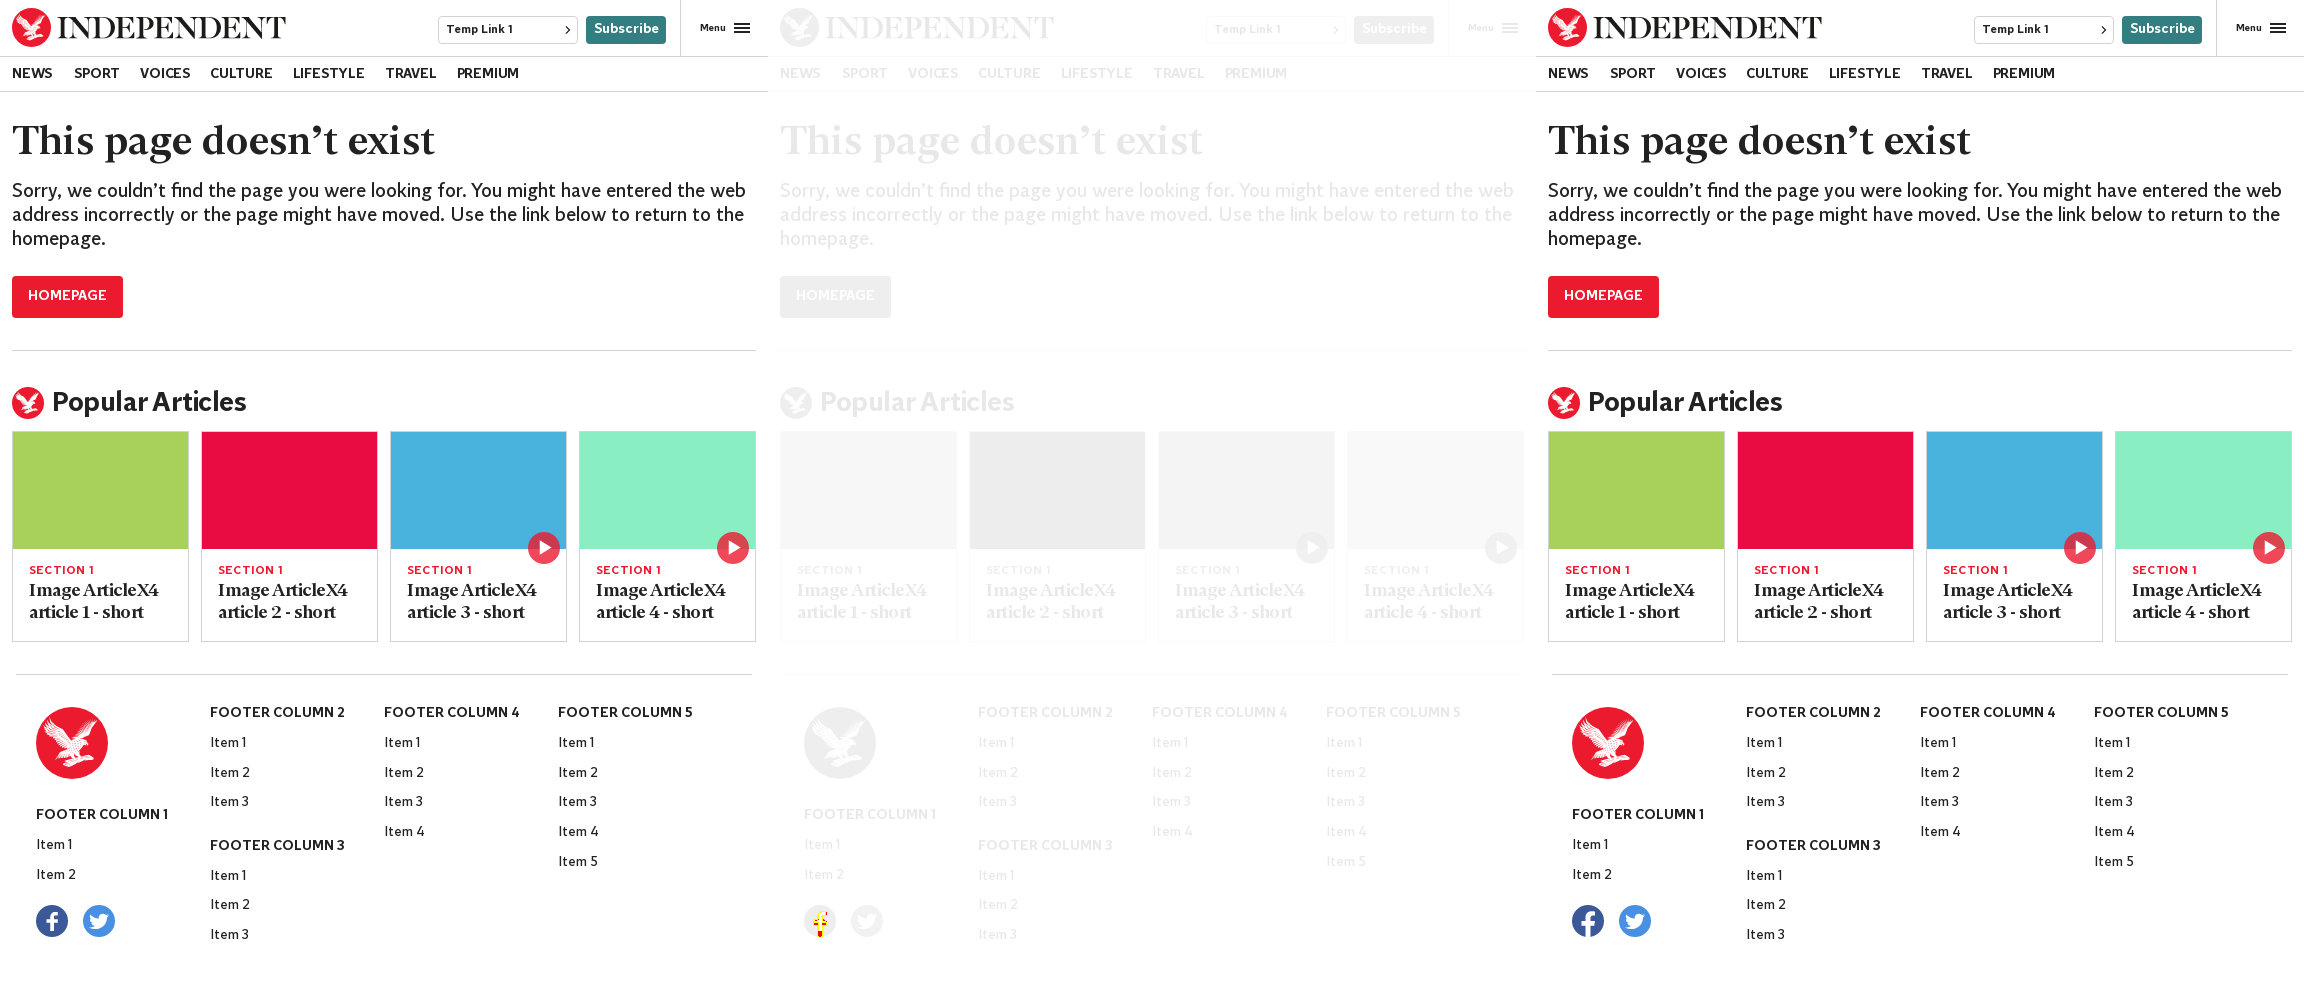 INDEPENDENT
Temp Link 1
Subscribe
Menu
NEWS SPORT VOICES CULTURE LIFESTYLE TRAVEL PREMIUM
This page doesn’t exist
Sorry, we couldn’t find the page you were looking for. You might have entered the web
address incorrectly or the page might have moved. Use the link below to return to the
homepage.
HOMEPAGE
Popular Articles
SECTION 1
Image ArticleX4
article 1 - short
SECTION 1
Image ArticleX4
article 2 - short
SECTION 1
Image ArticleX4
article 3 - short
SECTION 1
Image ArticleX4
article 4 - short
FOOTER COLUMN 1
Item 1
Item 2
FOOTER COLUMN 2
Item 1
Item 2
Item 3
FOOTER COLUMN 3
Item 1
Item 2
Item 3
FOOTER COLUMN 4
Item 1
Item 2
Item 3
Item 4
FOOTER COLUMN 5
Item 1
Item 2
Item 3
Item 4
Item 5
INDEPENDENT
Temp Link 1
Subscribe
Menu
NEWS SPORT VOICES CULTURE LIFESTYLE TRAVEL PREMIUM
This page doesn’t exist
Sorry, we couldn’t find the page you were looking for. You might have entered the web
address incorrectly or the page might have moved. Use the link below to return to the
homepage.
HOMEPAGE
Popular Articles
SECTION 1
Image ArticleX4
article 1 - short
SECTION 1
Image ArticleX4
article 2 - short
SECTION 1
Image ArticleX4
article 3 - short
SECTION 1
Image ArticleX4
article 4 - short
FOOTER COLUMN 1
Item 1
Item 2
FOOTER COLUMN 2
Item 1
Item 2
Item 3
FOOTER COLUMN 3
Item 1
Item 2
Item 3
FOOTER COLUMN 4
Item 1
Item 2
Item 3
Item 4
FOOTER COLUMN 5
Item 1
Item 2
Item 3
Item 4
Item 5
INDEPENDENT
Temp Link 1
Subscribe
Menu
NEWS SPORT VOICES CULTURE LIFESTYLE TRAVEL PREMIUM
This page doesn’t exist
Sorry, we couldn’t find the page you were looking for. You might have entered the web
address incorrectly or the page might have moved. Use the link below to return to the
homepage.
HOMEPAGE
Popular Articles
SECTION 1
Image ArticleX4
article 1 - short
SECTION 1
Image ArticleX4
article 2 - short
SECTION 1
Image ArticleX4
article 3 - short
SECTION 1
Image ArticleX4
article 4 - short
FOOTER COLUMN 1
Item 1
Item 2
FOOTER COLUMN 2
Item 1
Item 2
Item 3
FOOTER COLUMN 3
Item 1
Item 2
Item 3
FOOTER COLUMN 4
Item 1
Item 2
Item 3
Item 4
FOOTER COLUMN 5
Item 1
Item 2
Item 3
Item 4
Item 5